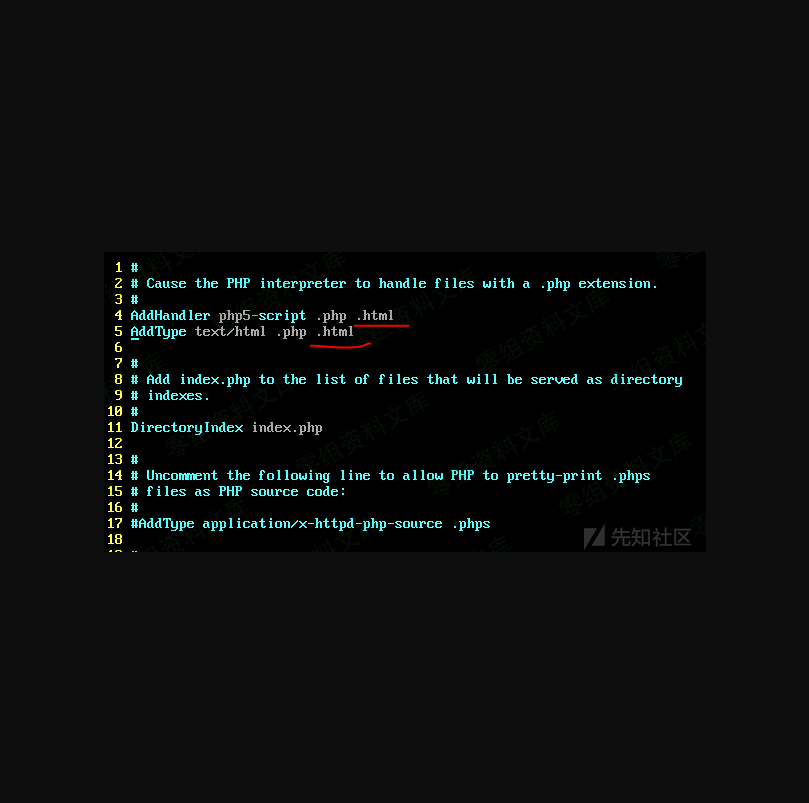 1 #
2 # Cause the PHP interpreter to handle files with a .php extension.
3 #
4 AddHandler php5-script .php .html
5 AddType text/html .php .html
6
7 #
8 # Add index.php to the list of files that will be served as directory
9 # indexes.
10 #
11 DirectoryIndex index.php
12
13 #
14 # Uncomment the following line to allow PHP to pretty-print .phps
15 # files as PHP source code:
16 #
17 #AddType application/x-httpd-php-source .phps
18
先知社区
零组资料文库